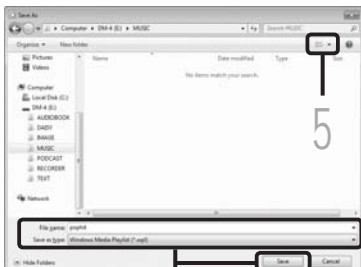 Save As
Computer ▸ DM-4 (E:) ▸ MUSIC
Search MUSIC
Organize ▾ New folder
Name Date modified Type Size
No items match your search.
Pictures
Videos
Computer
Local Disk (C:)
DM-4 (E:)
AUDIOBOOK
DAISY
IMAGE
MUSIC
PODCAST
RECORDER
TEXT
Network
5
File name: playlist
Save as type: Windows Media Playlist (*.wpl)
Hide Folders
Save Cancel